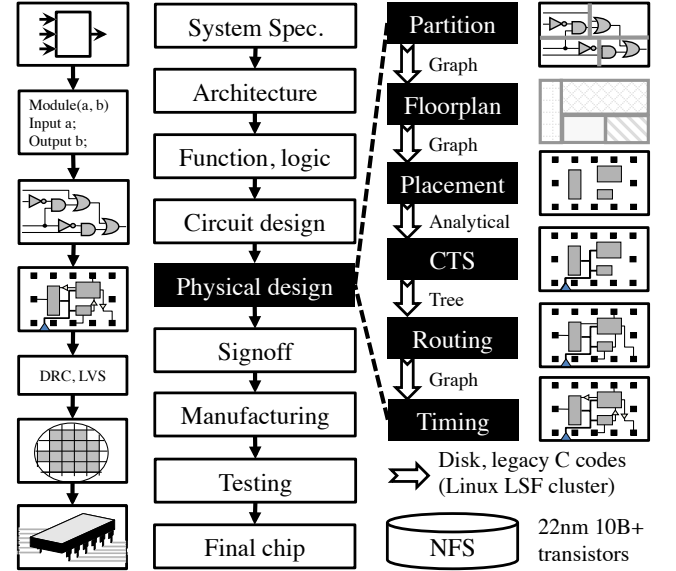 Module(a, b)
Input a;
Output b;
DRC, LVS
System Spec.
Architecture
Function, logic
Circuit design
Physical design
Signoff
Manufacturing
Testing
Final chip
Partition
Graph
Floorplan
Graph
Placement
Analytical
CTS
Tree
Routing
Graph
Timing
Disk, legacy C codes
(Linux LSF cluster)
NFS
22nm 10B+
transistors